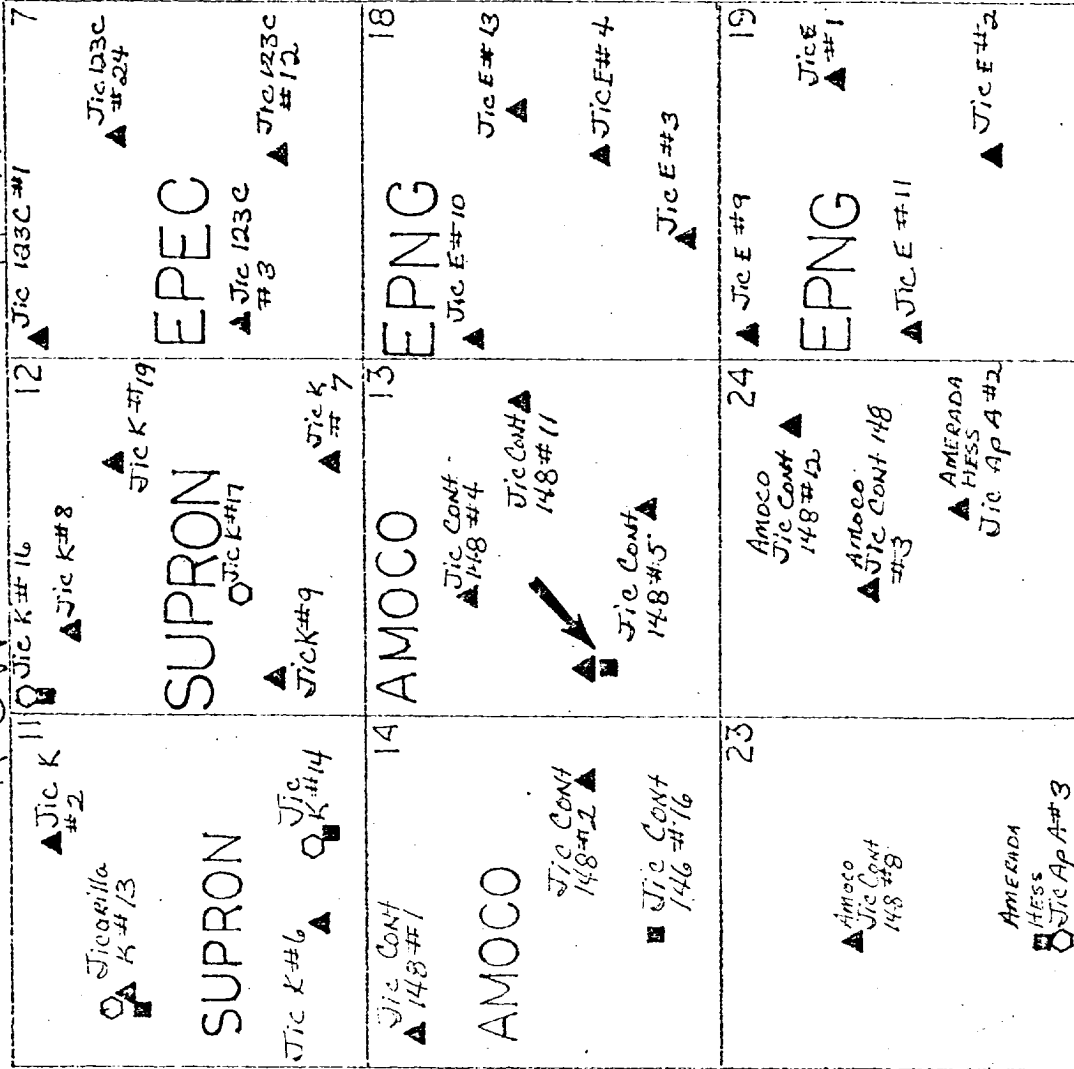 11
Jic K
#2
Jicarilla
K #13
SUPRON
Jic K#6
Jic
K#14
12
Jic K#16
Jic K#8
Jic K#19
SUPRON
Jic K#17
Jic K#9
Jic K
#7
7
Jic 123C #1
Jic 123C
#24
EPEC
Jic 123C
#3
Jic 123C
#12
14
Jic Cont
148 #1
AMOCO
Jic Cont
148 #2
Jic Cont
146 #16
13
AMOCO
Jic Cont
148 #4
Jic Cont
148 #11
Jic Cont
148 #5
18
EPNG
Jic E #10
Jic E #13
Jic E #4
Jic E #3
23
Amoco
Jic Cont
148 #8
AMERADA
HESS
Jic Ap A #3
24
Amoco
Jic Cont
148 #12
Amoco
Jic Cont 148
#3
AMERADA
HESS
Jic Ap A #2
19
Jic E #9
Jic E
#1
EPNG
Jic E #11
Jic E #2